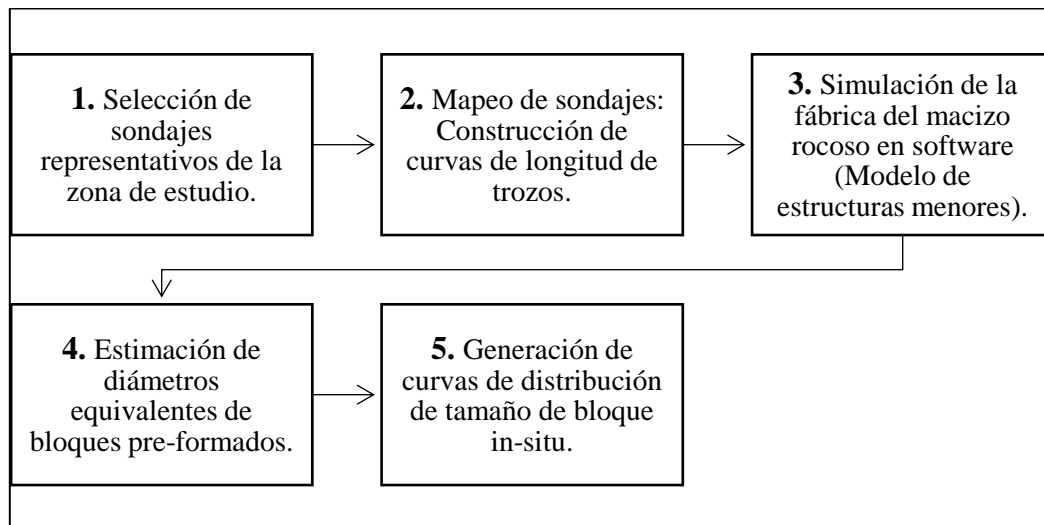 1. Selección de
sondajes
representativos de la
zona de estudio.
2. Mapeo de sondajes:
Construcción de
curvas de longitud de
trozos.
3. Simulación de la
fábrica del macizo
rocoso en software
(Modelo de
estructuras menores).
4. Estimación de
diámetros
equivalentes de
bloques pre-formados.
5. Generación de
curvas de distribución
de tamaño de bloque
in-situ.